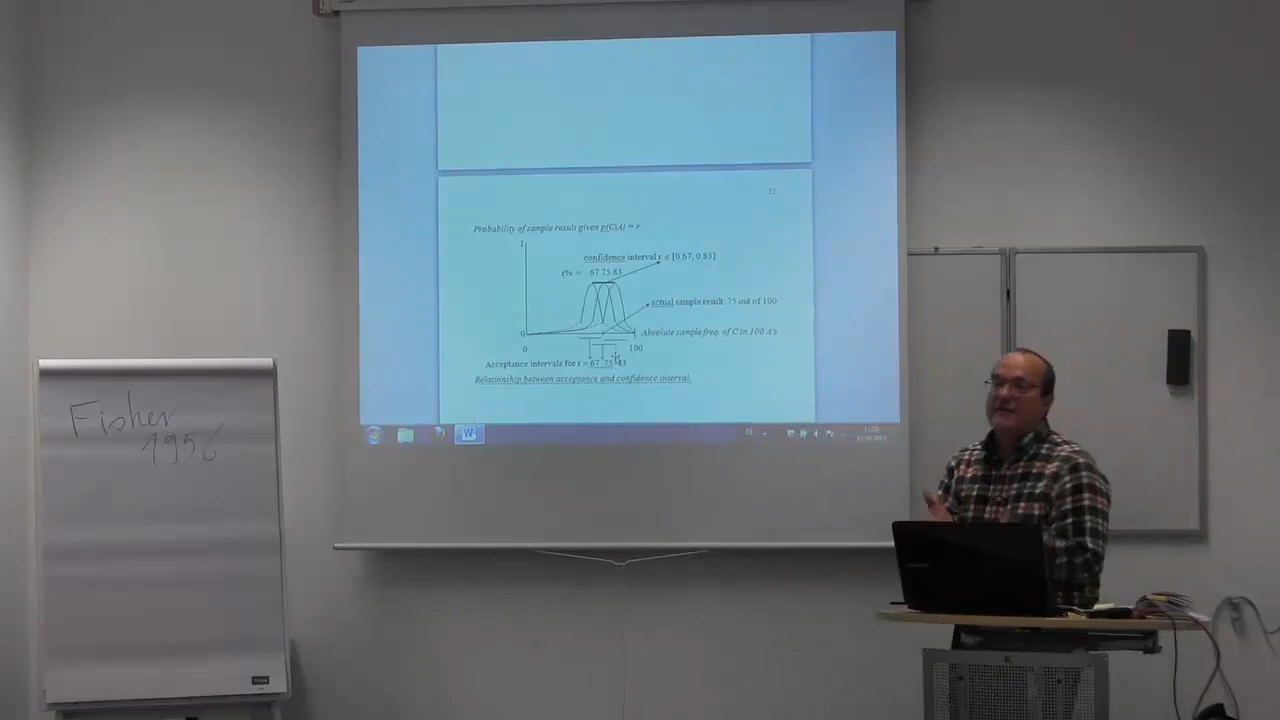 Fisher
1956
32
Probability of sample result given p(C\A) = r
1
confidence interval r ∈ [0.67, 0.83]
r% = 67 75 83
actual sample result: 75 out of 100
0
Absolute sample freq. of C in 100 A's
0 100
Acceptance intervals for r = 67 75 83
Relationship between acceptance and confidence interval.
W